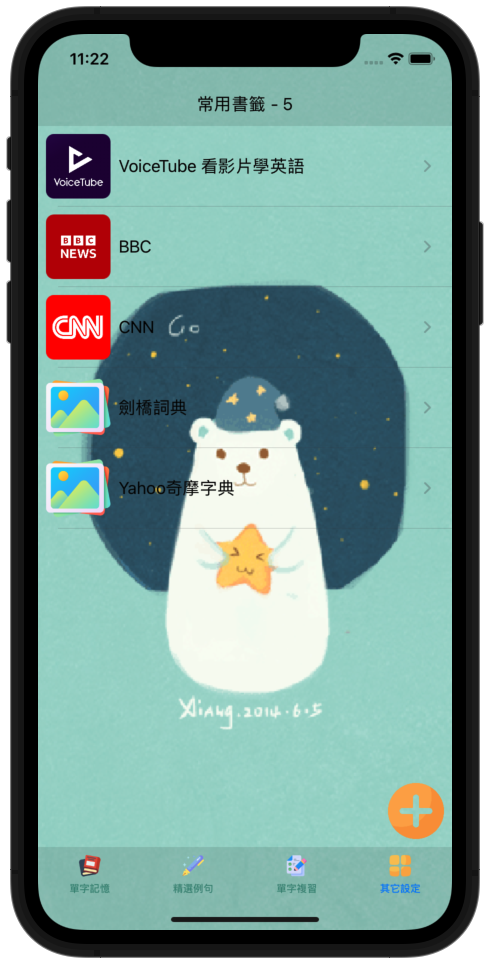 11:22
常用書籤 - 5
VoiceTube
VoiceTube 看影片學英語
BBC
NEWS
BBC
CNN
CNN
Go
劍橋詞典
Yahoo奇摩字典
Xiang.2014.6.5
單字記憶
精選例句
單字複習
其它設定